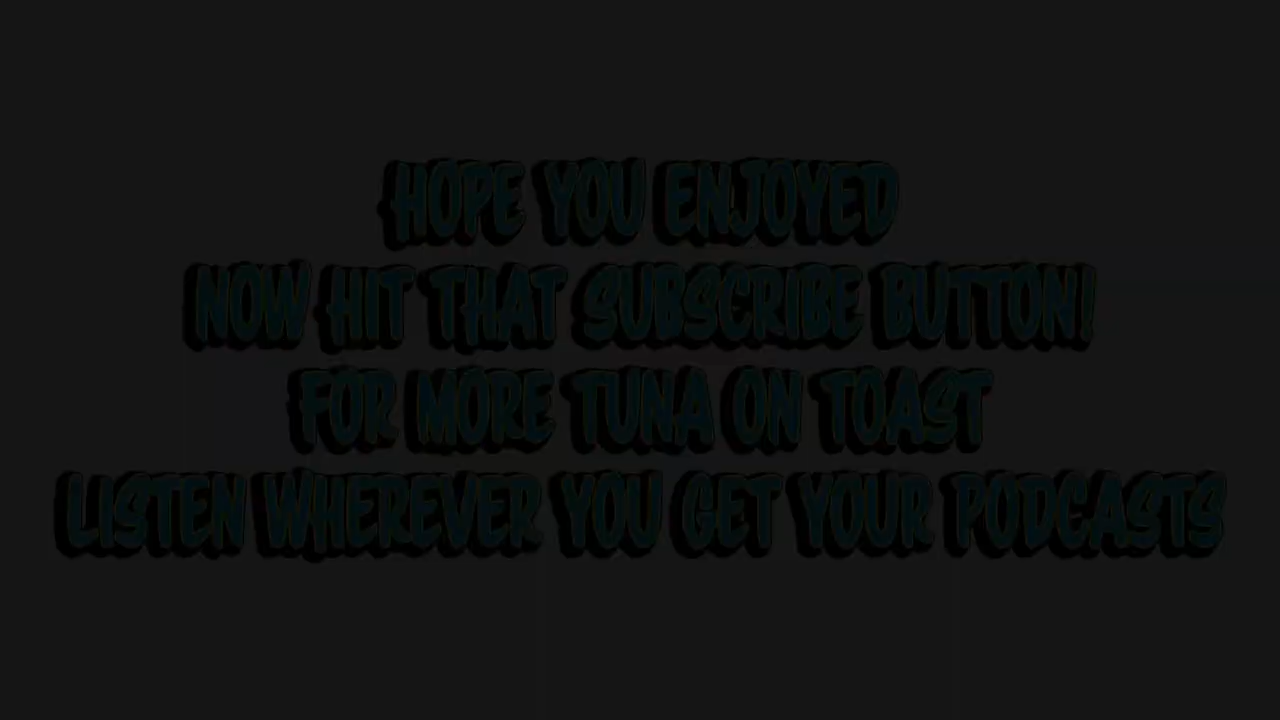 HOPE YOU ENJOYED
NOW HIT THAT SUBSCRIBE BUTTON!
FOR MORE TUNA ON TOAST
LISTEN WHEREVER YOU GET YOUR PODCASTS